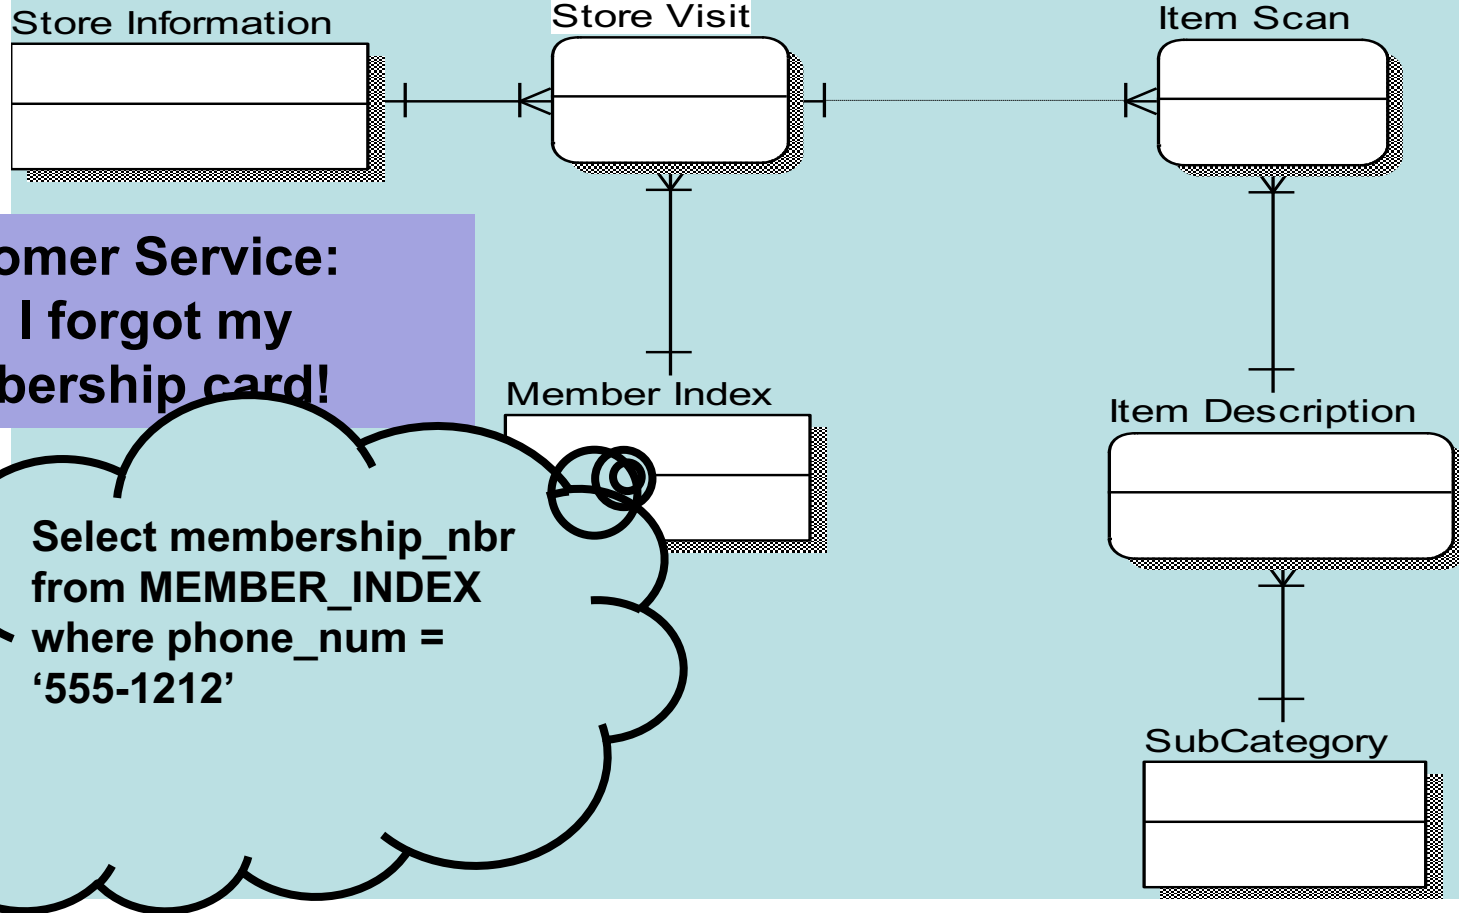 Store Information
Store Visit
Item Scan
omer Service:
I forgot my
bership card!
Member Index
Item Description
Select membership_nbr
from MEMBER_INDEX
where phone_num =
‘555-1212’
SubCategory